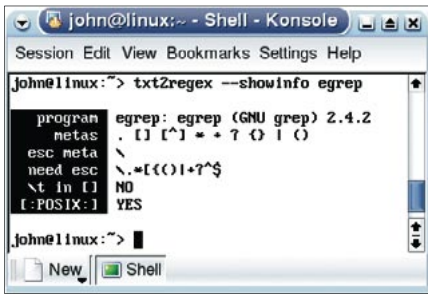 john@linux:~ - Shell - Konsole
Session Edit View Bookmarks Settings Help
john@linux:~> txt2regex --showinfo egrep
program egrep: egrep (GNU grep) 2.4.2
metas . [] [^] * + ? {} | ()
esc meta \
need esc \.*[{()|+?^$
\t in [] NO
[:POSIX:] YES
john@linux:~>
New Shell